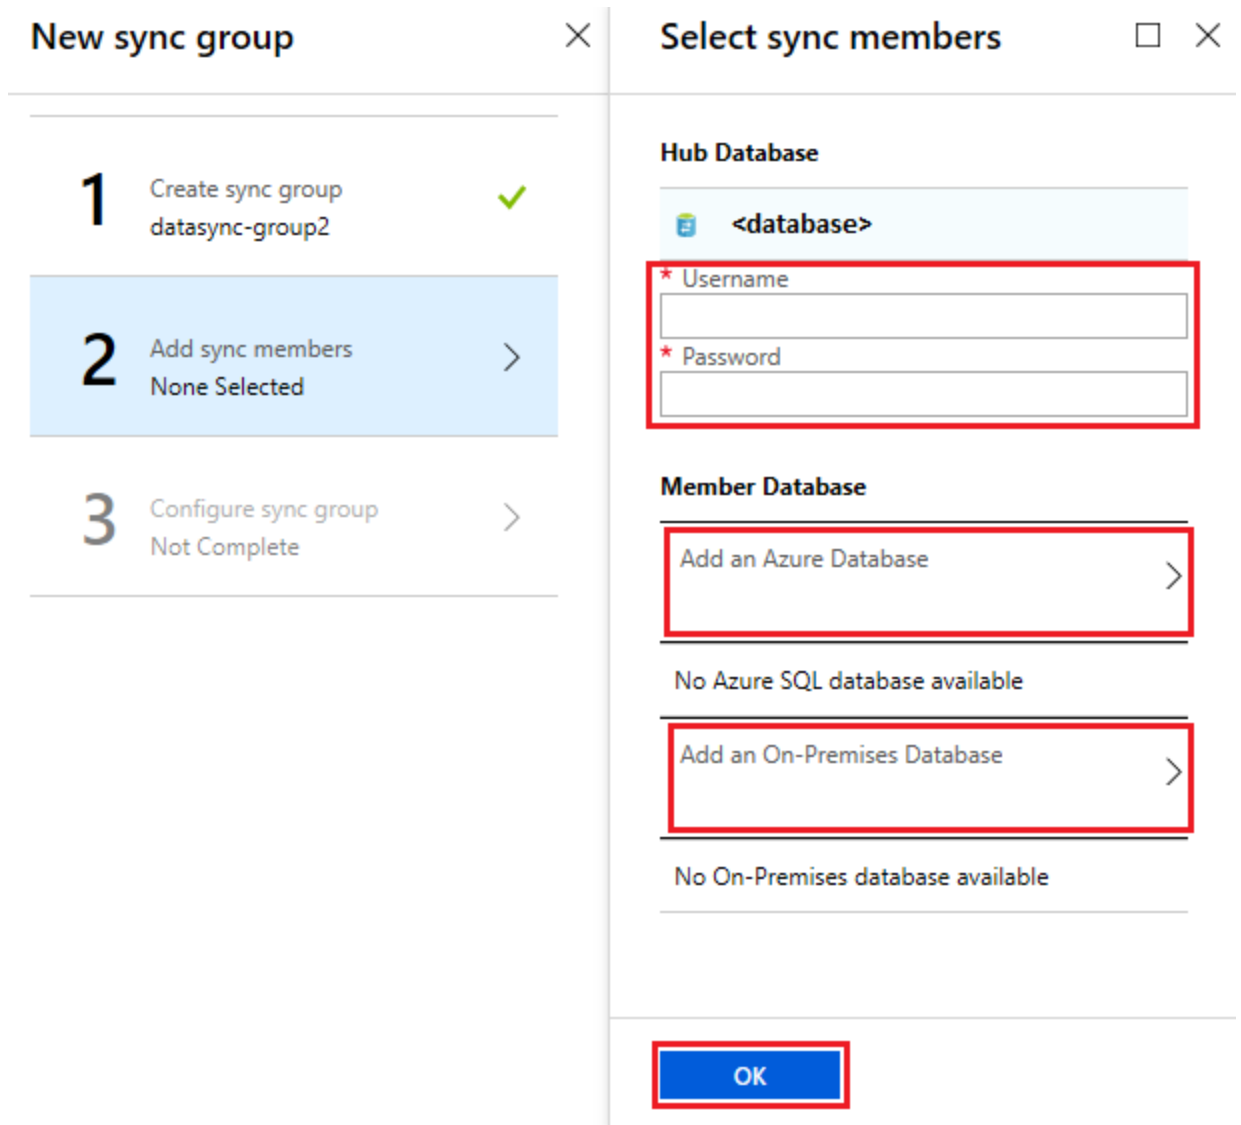 New sync group
1
Create sync group
datasync-group2
2
Add sync members
None Selected
3
Configure sync group
Not Complete
Select sync members
Hub Database
<database>
* Username
* Password
Member Database
Add an Azure Database
No Azure SQL database available
Add an On-Premises Database
No On-Premises database available
OK